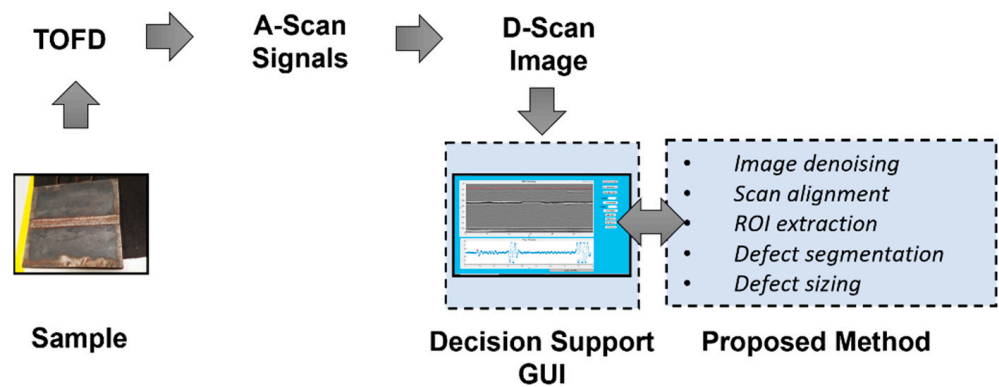 TOFD
A-Scan
Signals
D-Scan
Image
• Image denoising
• Scan alignment
• ROI extraction
• Defect segmentation
• Defect sizing
Sample
Decision Support
GUI
Proposed Method